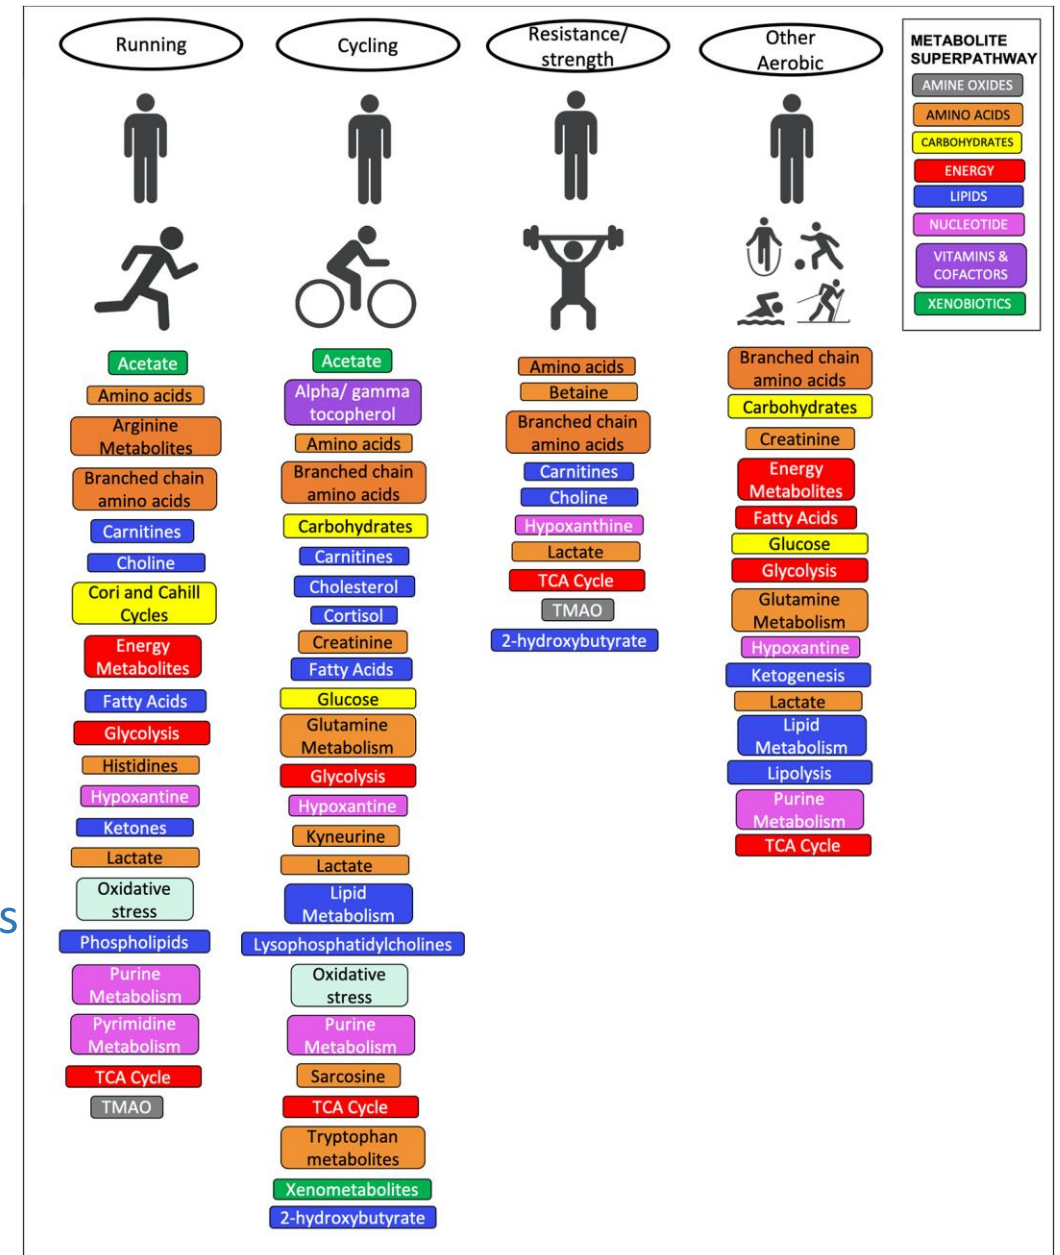 Running
Cycling
Resistance/
strength
Other
Aerobic
METABOLITE
SUPERPATHWAY
AMINE OXIDES
AMINO ACIDS
CARBOHYDRATES
ENERGY
LIPIDS
NUCLEOTIDE
VITAMINS &
COFACTORS
XENOBIOTICS
Acetate
Amino acids
Arginine
Metabolites
Branched chain
amino acids
Carnitines
Choline
Cori and Cahill
Cycles
Energy
Metabolites
Fatty Acids
Glycolysis
Histidines
Hypoxantine
Ketones
Lactate
Oxidative
stress
Phospholipids
Purine
Metabolism
Pyrimidine
Metabolism
TCA Cycle
TMAO
Acetate
Alpha/ gamma
tocopherol
Amino acids
Branched chain
amino acids
Carbohydrates
Carnitines
Cholesterol
Cortisol
Creatinine
Fatty Acids
Glucose
Glutamine
Metabolism
Glycolysis
Hypoxantine
Kyneurine
Lactate
Lipid
Metabolism
Lysophosphatidylcholines
Oxidative
stress
Purine
Metabolism
Sarcosine
TCA Cycle
Tryptophan
metabolites
Xenometabolites
2-hydroxybutyrate
Amino acids
Betaine
Branched chain
amino acids
Carnitines
Choline
Hypoxanthine
Lactate
TCA Cycle
TMAO
2-hydroxybutyrate
Branched chain
amino acids
Carbohydrates
Creatinine
Energy
Metabolites
Fatty Acids
Glucose
Glycolysis
Glutamine
Metabolism
Hypoxantine
Ketogenesis
Lactate
Lipid
Metabolism
Lipolysis
Purine
Metabolism
TCA Cycle
s